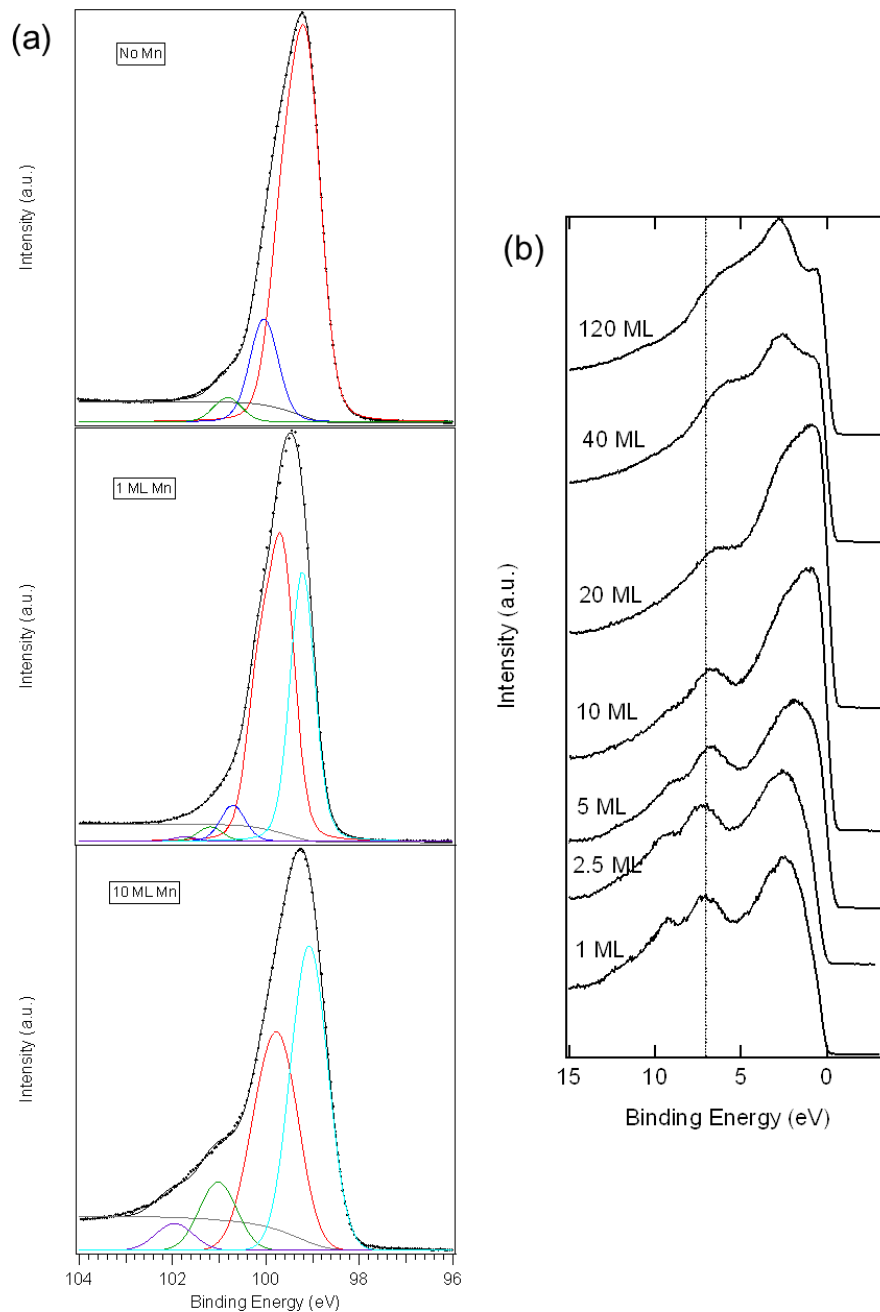 (a)
No Mn
Intensity (a.u.)
1 ML Mn
Intensity (a.u.)
10 ML Mn
Intensity (a.u.)
104 102 100 98 96
Binding Energy (eV)
(b)
120 ML
40 ML
20 ML
10 ML
5 ML
2.5 ML
1 ML
Intensity (a.u.)
15 10 5 0
Binding Energy (eV)